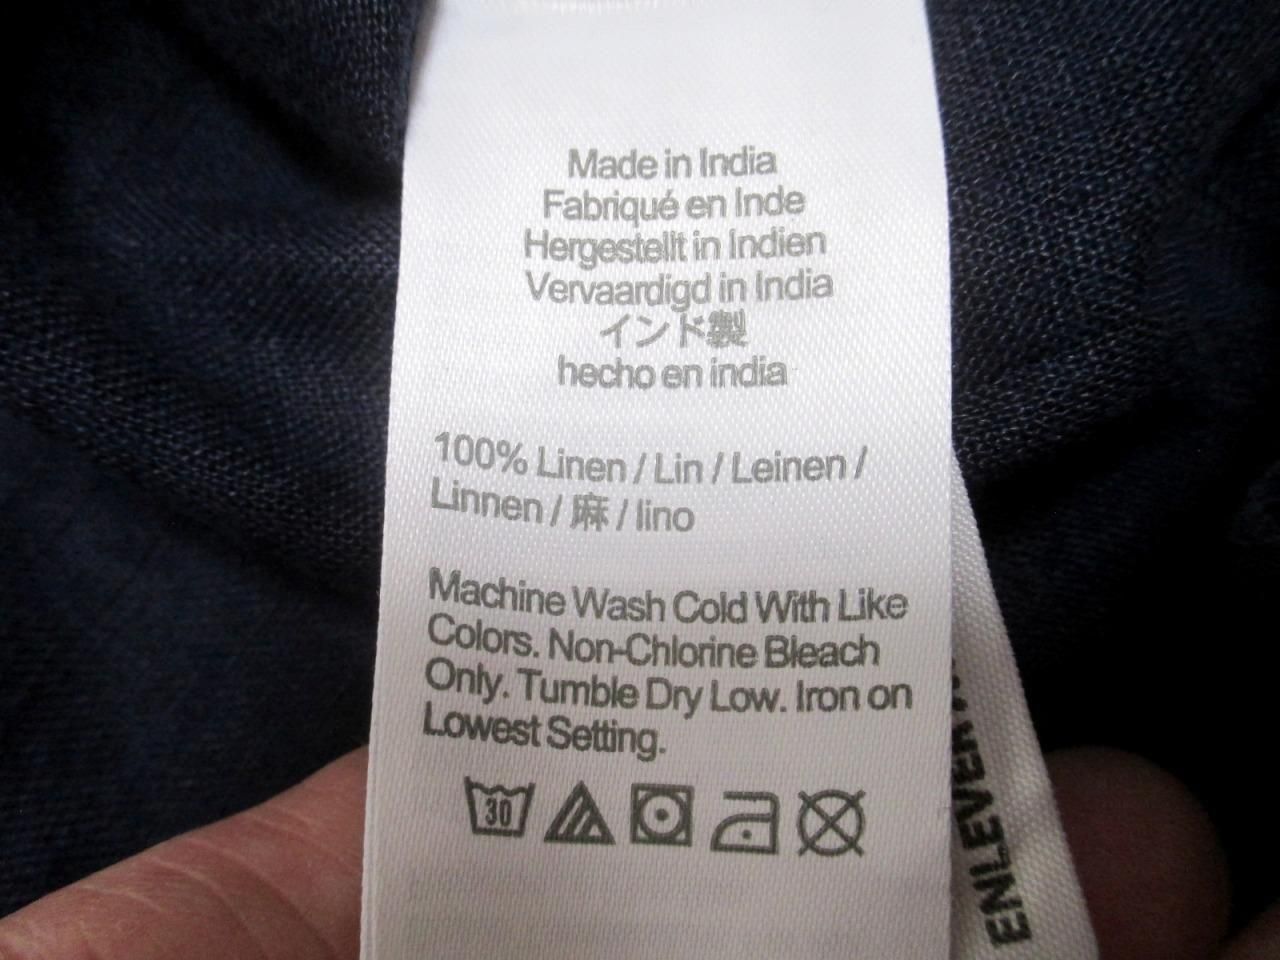 Made in India
Fabriqué en Inde
Hergestellt in Indien
Vervaardigd in India
インド製
hecho en india
100% Linen / Lin / Leinen /
Linnen / 麻 / lino
Machine Wash Cold With Like
Colors. Non-Chlorine Bleach
Only. Tumble Dry Low. Iron on
Lowest Setting.
30